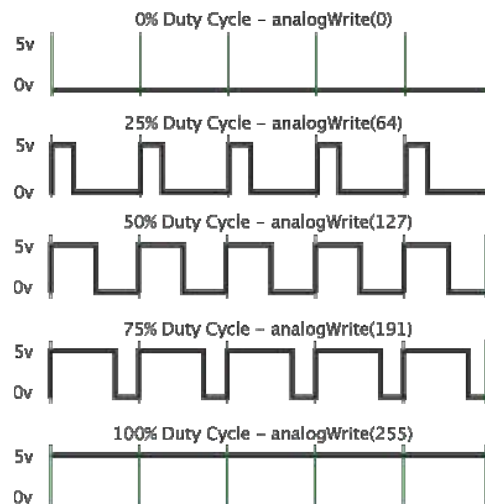 0% Duty Cycle – analogWrite(0)
5v
0v
25% Duty Cycle – analogWrite(64)
5v
0v
50% Duty Cycle – analogWrite(127)
5v
0v
75% Duty Cycle – analogWrite(191)
5v
0v
100% Duty Cycle – analogWrite(255)
5v
0v